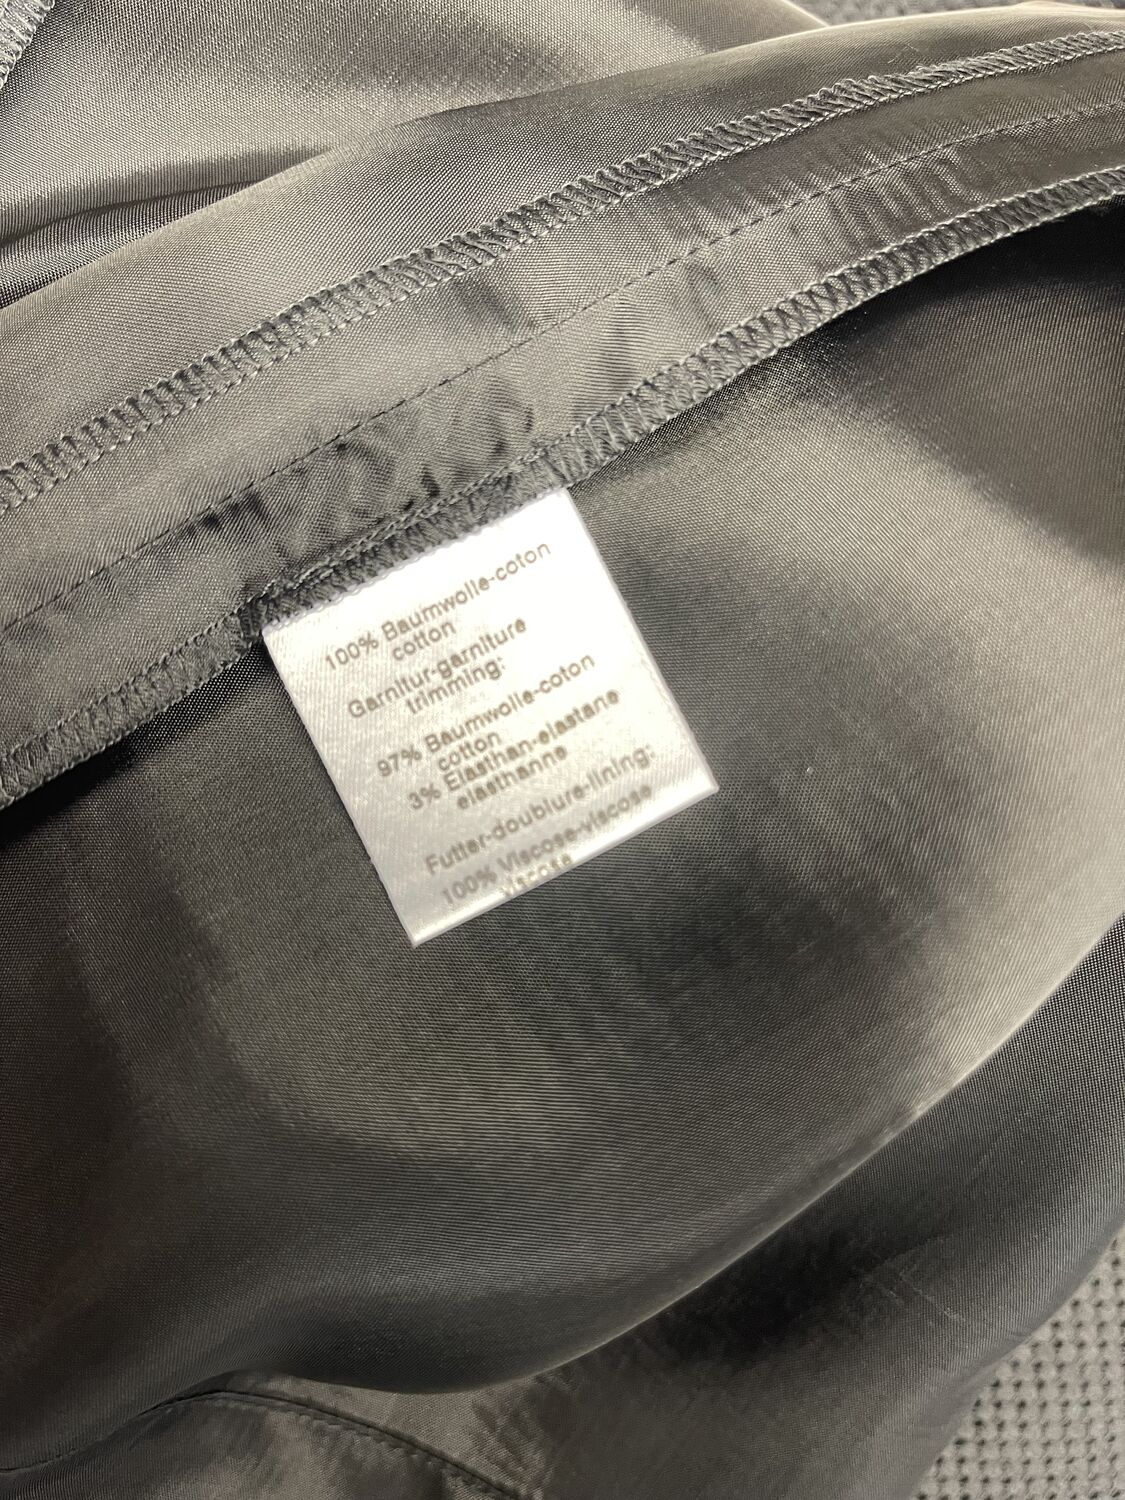 100% Baumwolle-coton
cotton
Garnitur-garniture
trimming:
97% Baumwolle-coton
cotton
3% Elasthan-elastane
elasthanne
Futter-doublure-lining:
100% Viscose-viscose
viscose